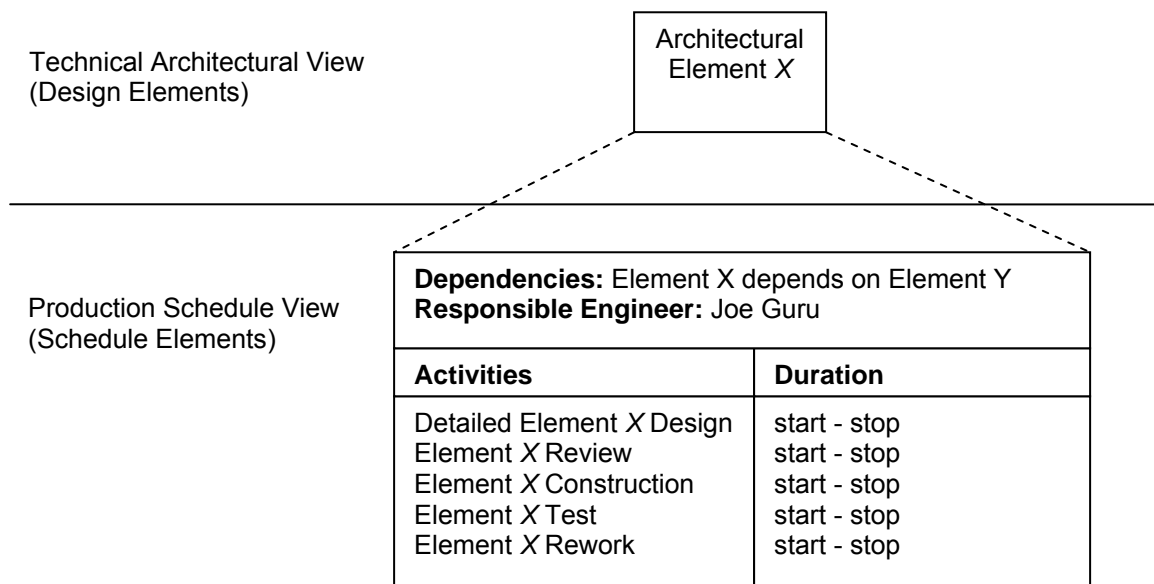 Technical Architectural View
(Design Elements)
Architectural
Element X
Production Schedule View
(Schedule Elements)
Dependencies: Element X depends on Element Y
Responsible Engineer: Joe Guru
Activities Duration
Detailed Element X Design start - stop
Element X Review start - stop
Element X Construction start - stop
Element X Test start - stop
Element X Rework start - stop